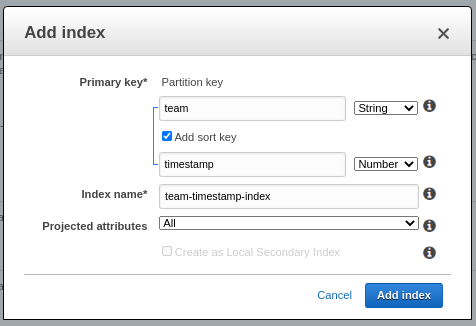 Add index
Primary key* Partition key
team String
Add sort key
timestamp Number
Index name* team-timestamp-index
Projected attributes All
Create as Local Secondary Index
Cancel Add index